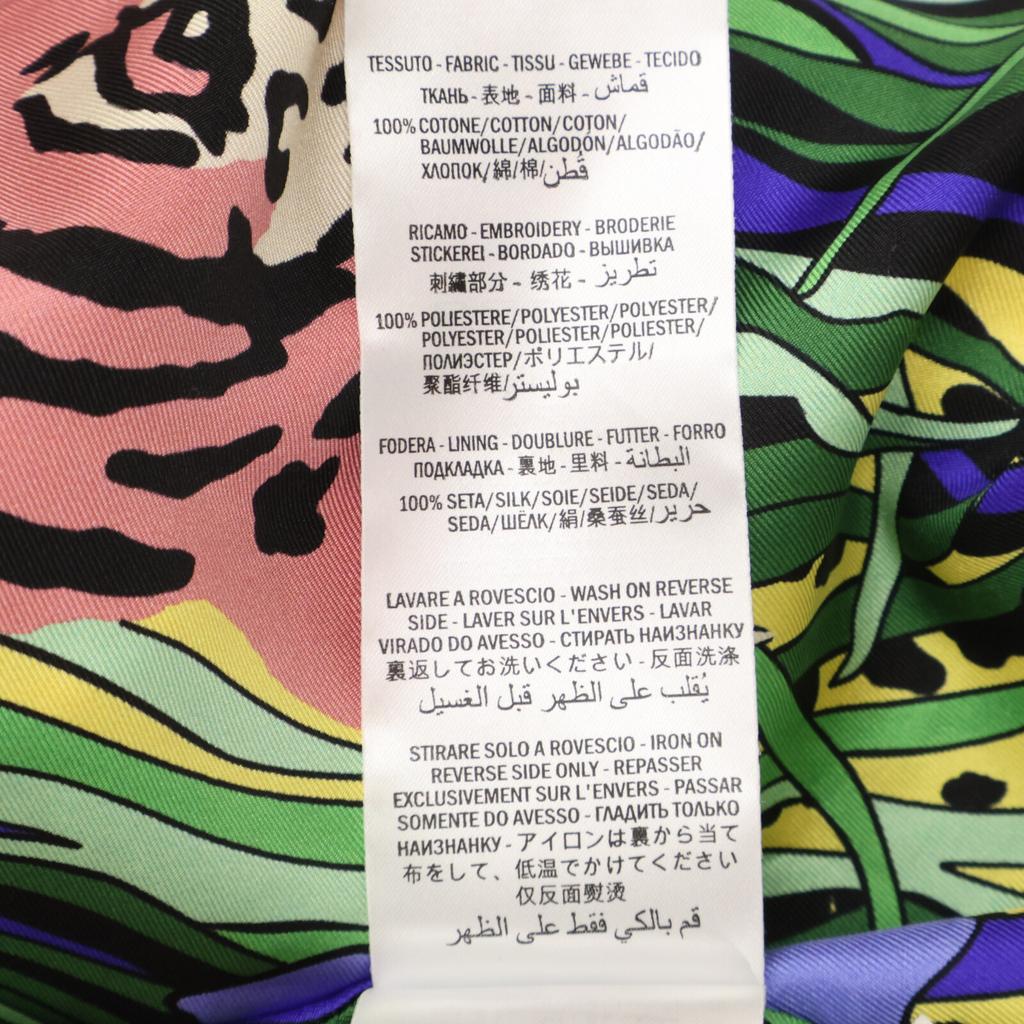 TESSUTO - FABRIC - TISSU - GEWEBE - TECIDO
ТКАНЬ - 表地 - 面料 - قماش
100% COTONE/COTTON/COTON/
BAUMWOLLE/ALGODÓN/ALGODÃO/
ХЛОПОК/綿/棉/قُطن
RICAMO - EMBROIDERY - BRODERIE
STICKEREI - BORDADO - ВЫШИВКА
刺繡部分 - 绣花 - تطريز
100% POLIESTERE/POLYESTER/POLYESTER/
POLYESTER/POLIESTER/POLIESTER/
ПОЛИЭСТЕР/ポリエステル/
聚酯纤维/بوليستر
FODERA - LINING - DOUBLURE - FUTTER - FORRO
ПОДКЛАДКА - 裏地 - 里料 - البطانة
100% SETA/SILK/SOIE/SEIDE/SEDA/
SEDA/ШЁЛК/絹/桑蚕丝/حرير
LAVARE A ROVESCIO - WASH ON REVERSE
SIDE - LAVER SUR L'ENVERS - LAVAR
VIRADO DO AVESSO - СТИРАТЬ НАИЗНАНКУ
裏返してお洗いください - 反面洗涤
يُقلب على الظهر قبل الغسيل
STIRARE SOLO A ROVESCIO - IRON ON
REVERSE SIDE ONLY - REPASSER
EXCLUSIVEMENT SUR L'ENVERS - PASSAR
SOMENTE DO AVESSO - ГЛАДИТЬ ТОЛЬКО
НАИЗНАНКУ - アイロンは裏から当て
布をして、低温でかけてください
仅反面熨烫
قم بالكي فقط على الظهر